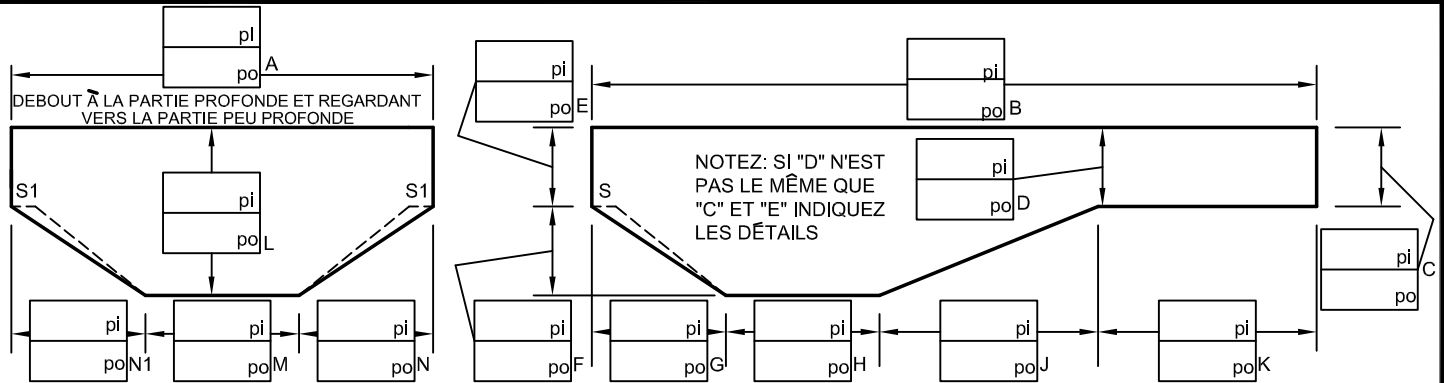 pi
po A
DEBOUT À LA PARTIE PROFONDE ET REGARDANT
VERS LA PARTIE PEU PROFONDE
S1
S1
pi
po L
pi
po N1
pi
po M
pi
po N
pi
po E
pi
po B
S
NOTEZ: SI "D" N'EST
PAS LE MÊME QUE
"C" ET "E" INDIQUEZ
LES DÉTAILS
pi
po D
pi C
po
pi
po F
pi
po G
pi
po H
pi
po J
pi
po K